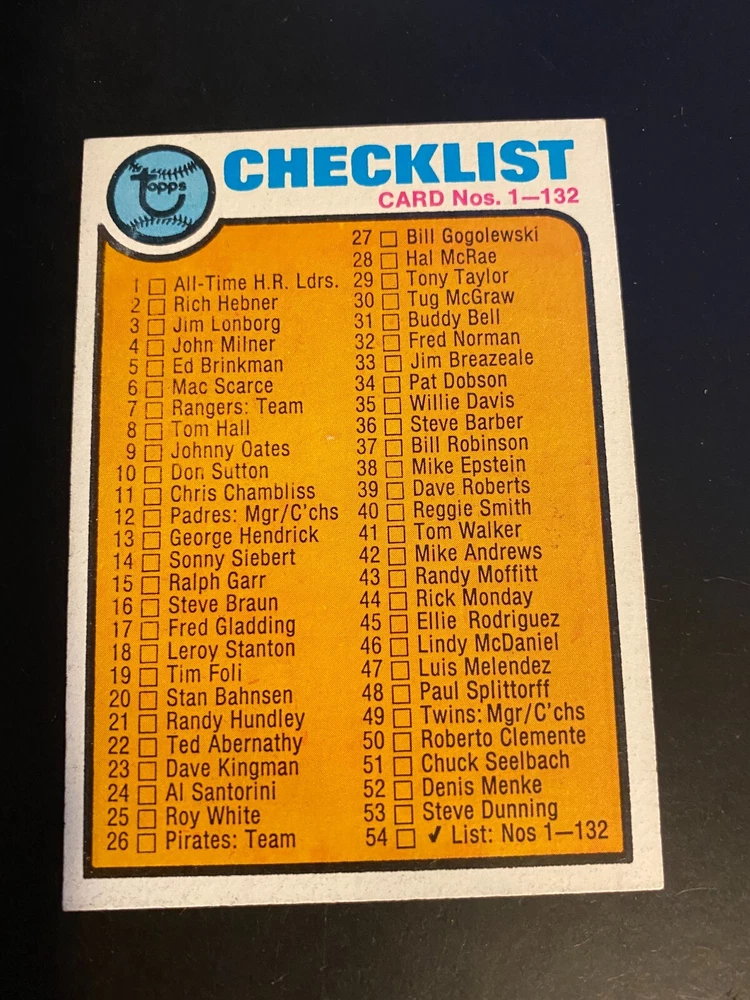 topps
CHECKLIST
CARD Nos. 1—132
1 All-Time H.R. Ldrs.
2 Rich Hebner
3 Jim Lonborg
4 John Milner
5 Ed Brinkman
6 Mac Scarce
7 Rangers: Team
8 Tom Hall
9 Johnny Oates
10 Don Sutton
11 Chris Chambliss
12 Padres: Mgr/C'chs
13 George Hendrick
14 Sonny Siebert
15 Ralph Garr
16 Steve Braun
17 Fred Gladding
18 Leroy Stanton
19 Tim Foli
20 Stan Bahnsen
21 Randy Hundley
22 Ted Abernathy
23 Dave Kingman
24 Al Santorini
25 Roy White
26 Pirates: Team
27 Bill Gogolewski
28 Hal McRae
29 Tony Taylor
30 Tug McGraw
31 Buddy Bell
32 Fred Norman
33 Jim Breazeale
34 Pat Dobson
35 Willie Davis
36 Steve Barber
37 Bill Robinson
38 Mike Epstein
39 Dave Roberts
40 Reggie Smith
41 Tom Walker
42 Mike Andrews
43 Randy Moffitt
44 Rick Monday
45 Ellie Rodriguez
46 Lindy McDaniel
47 Luis Melendez
48 Paul Splittorff
49 Twins: Mgr/C'chs
50 Roberto Clemente
51 Chuck Seelbach
52 Denis Menke
53 Steve Dunning
54 ✓ List: Nos 1—132